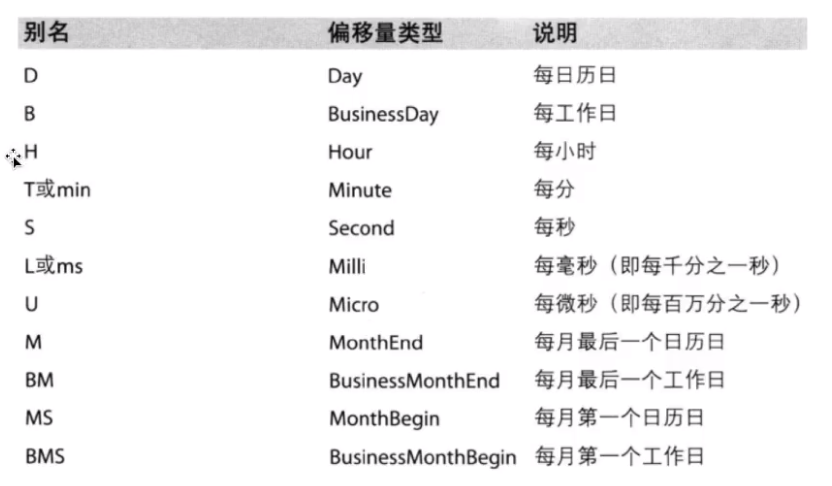 别名 偏移量类型 说明
D Day 每日历日
B BusinessDay 每工作日
H Hour 每小时
T或min Minute 每分
S Second 每秒
L或ms Milli 每毫秒（即每千分之一秒）
U Micro 每微秒（即每百万分之一秒）
M MonthEnd 每月最后一个日历日
BM BusinessMonthEnd 每月最后一个工作日
MS MonthBegin 每月第一个日历日
BMS BusinessMonthBegin 每月第一个工作日